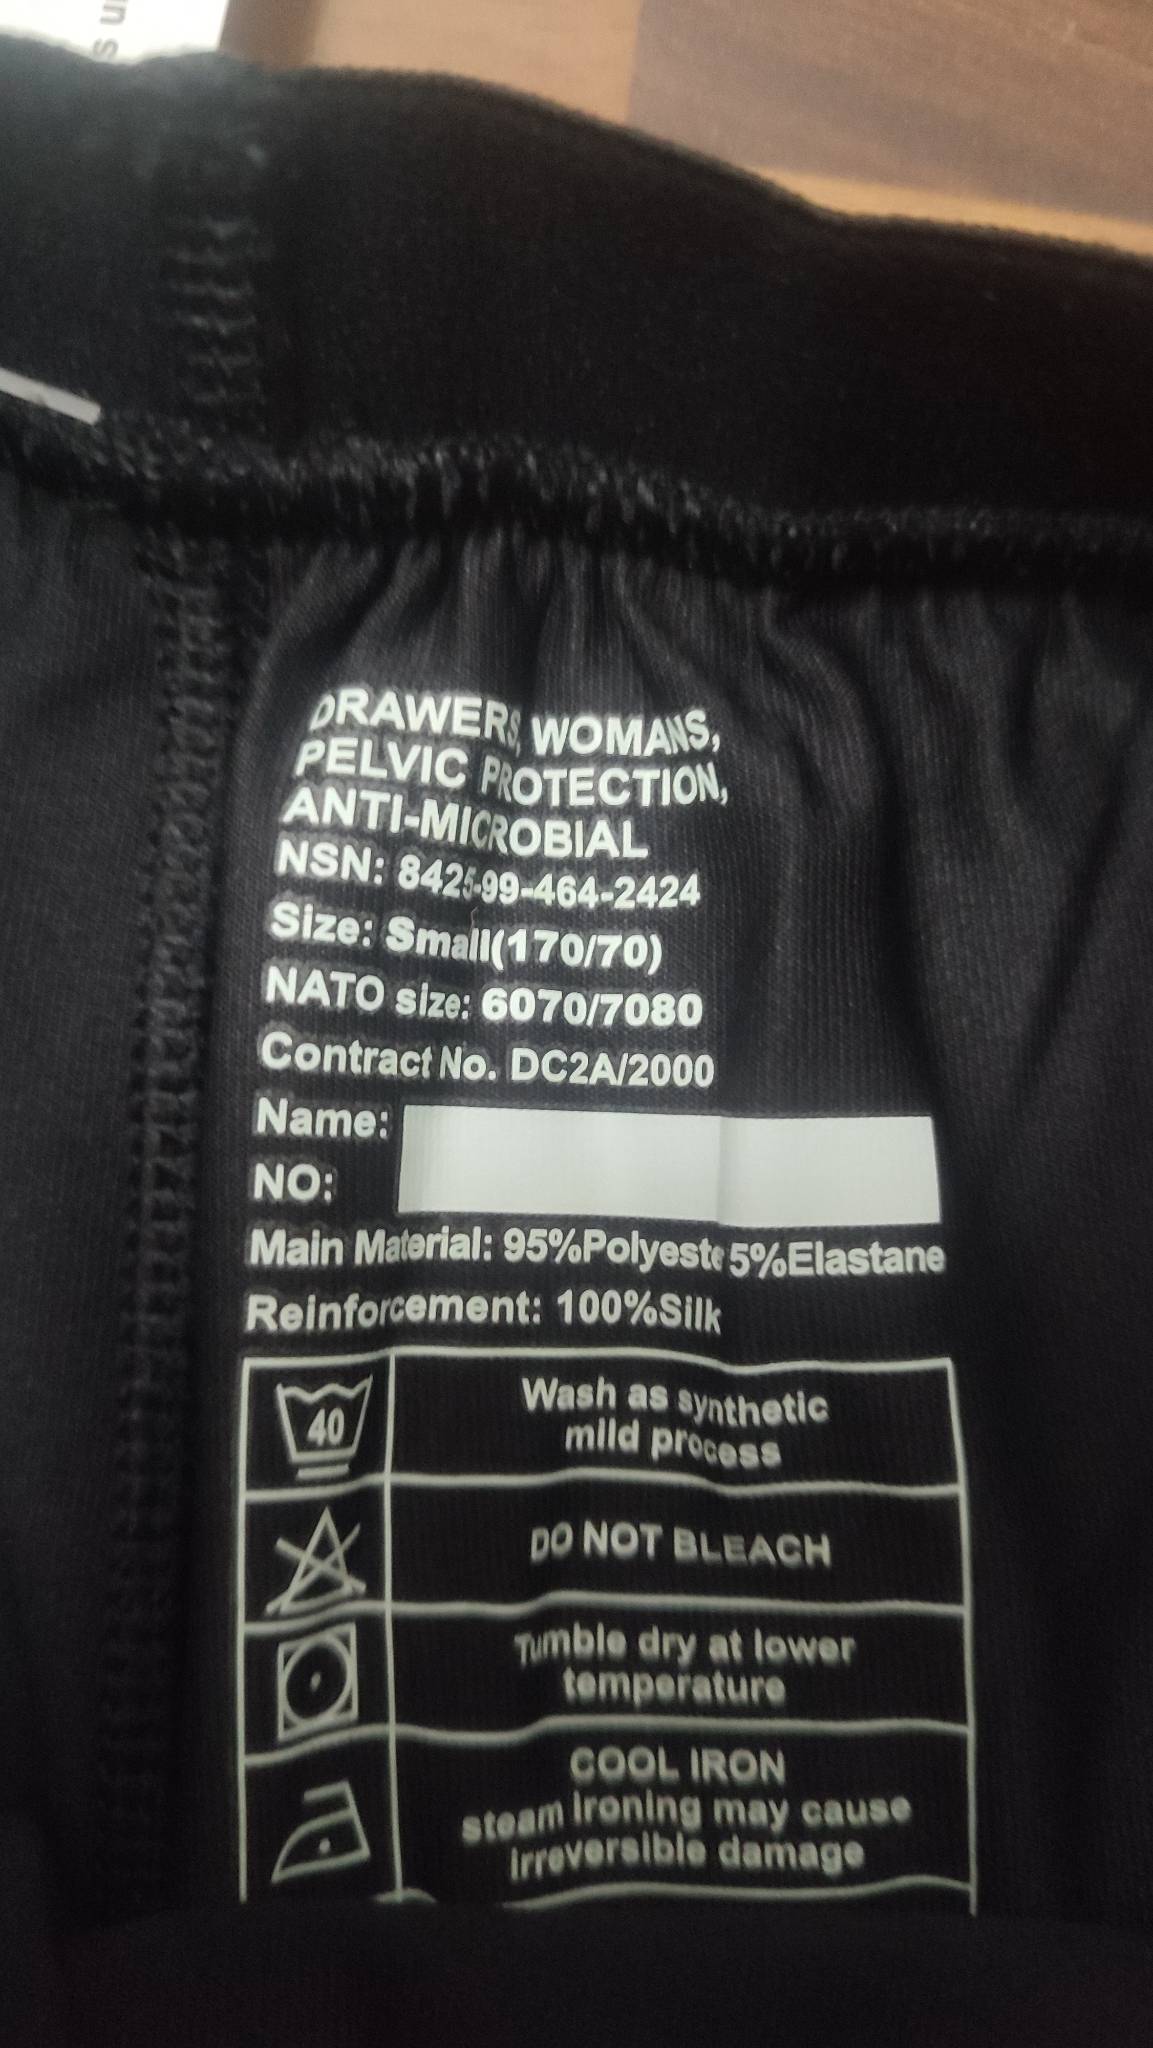 s un
DRAWERS, WOMANS,
PELVIC PROTECTION,
ANTI-MICROBIAL
NSN: 8425-99-464-2424
Size: Small(170/70)
NATO size: 6070/7080
Contract No. DC2A/2000
Name:
NO:
Main Material: 95%Polyeste 5%Elastane
Reinforcement: 100%Silk
40 Wash as synthetic
mild process
DO NOT BLEACH
Tumble dry at lower
temperature
COOL IRON
steam ironing may cause
irreversible damage